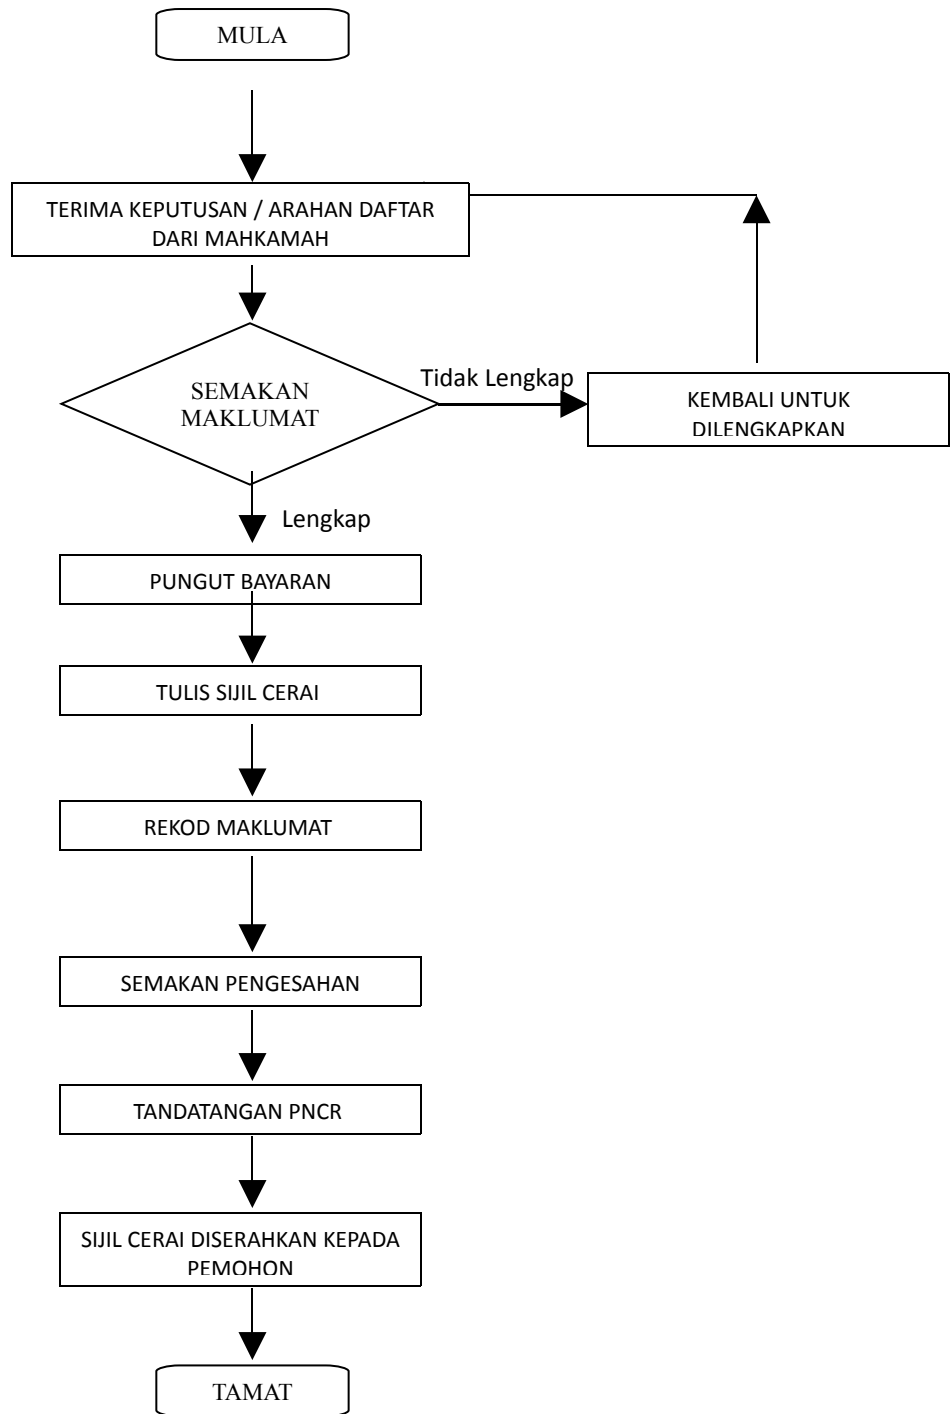 MULA
TERIMA KEPUTUSAN / ARAHAN DAFTAR
DARI MAHKAMAH
SEMAKAN
MAKLUMAT
Tidak Lengkap
KEMBALI UNTUK
DILENGKAPKAN
Lengkap
PUNGUT BAYARAN
TULIS SIJIL CERAI
REKOD MAKLUMAT
SEMAKAN PENGESAHAN
TANDATANGAN PNCR
SIJIL CERAI DISERAHKAN KEPADA
PEMOHON
TAMAT